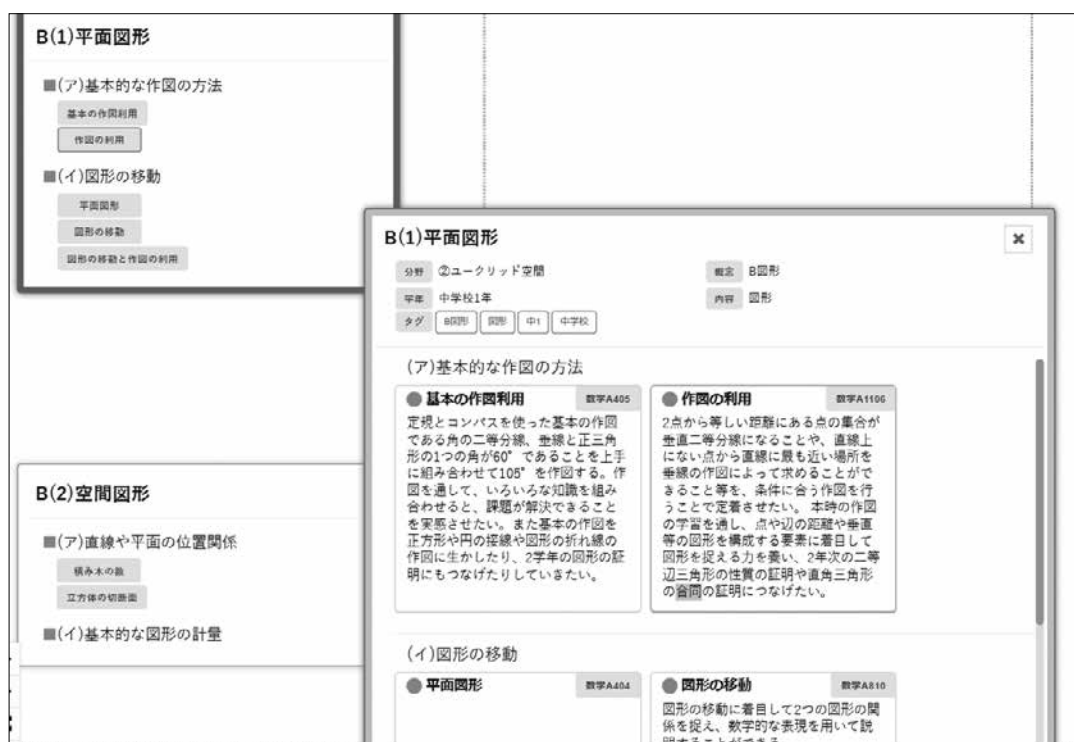 B(1)平面図形
■(ア)基本的な作図の方法
基本の作図利用
作図の利用
■(イ)図形の移動
平面図形
図形の移動
図形の移動と作図の利用
B(2)空間図形
■(ア)直線や平面の位置関係
積み木の数
立方体の切断面
■(イ)基本的な図形の計量
B(1)平面図形
✖
分野 ②ユークリッド空間
概念 B図形
学年 中学校1年
内容 図形
タグ B図形 図形 中1 中学校
(ア)基本的な作図の方法
基本の作図利用 数学A405
定規とコンパスを使った基本の作図
である角の二等分線、垂線と正三角
形の1つの角が60°であることを上手
に組み合わせて105°を作図する。作
図を通して、いろいろな知識を組み
合わせると、課題が解決できること
を実感させたい。また基本の作図を
正方形や円の接線や図形の折れ線の
作図に生かしたり、2学年の図形の証
明にもつなげたりしていきたい。
作図の利用 数学A1106
2点から等しい距離にある点の集合が
垂直二等分線になることや、直線上
にない点から直線に最も近い場所を
垂線の作図によって求めることがで
きること等を、条件に合う作図を行
うことで定着させたい。本時の作図
の学習を通し、点や辺の距離や垂直
等の図形を構成する要素に着目して
図形を捉える力を養い、2年次の二等
辺三角形の性質の証明や直角三角形
の合同の証明につなげたい。
(イ)図形の移動
平面図形 数学A404
図形の移動 数学A810
図形の移動に着目して2つの図形の関
係を捉え、数学的な表現を用いて説